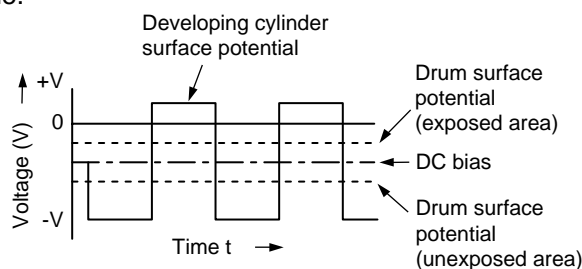 Developing cylinder
surface potential
+V
0
Voltage (V)
-V
Time t
Drum surface
potential
(exposed area)
DC bias
Drum surface
potential
(unexposed area)